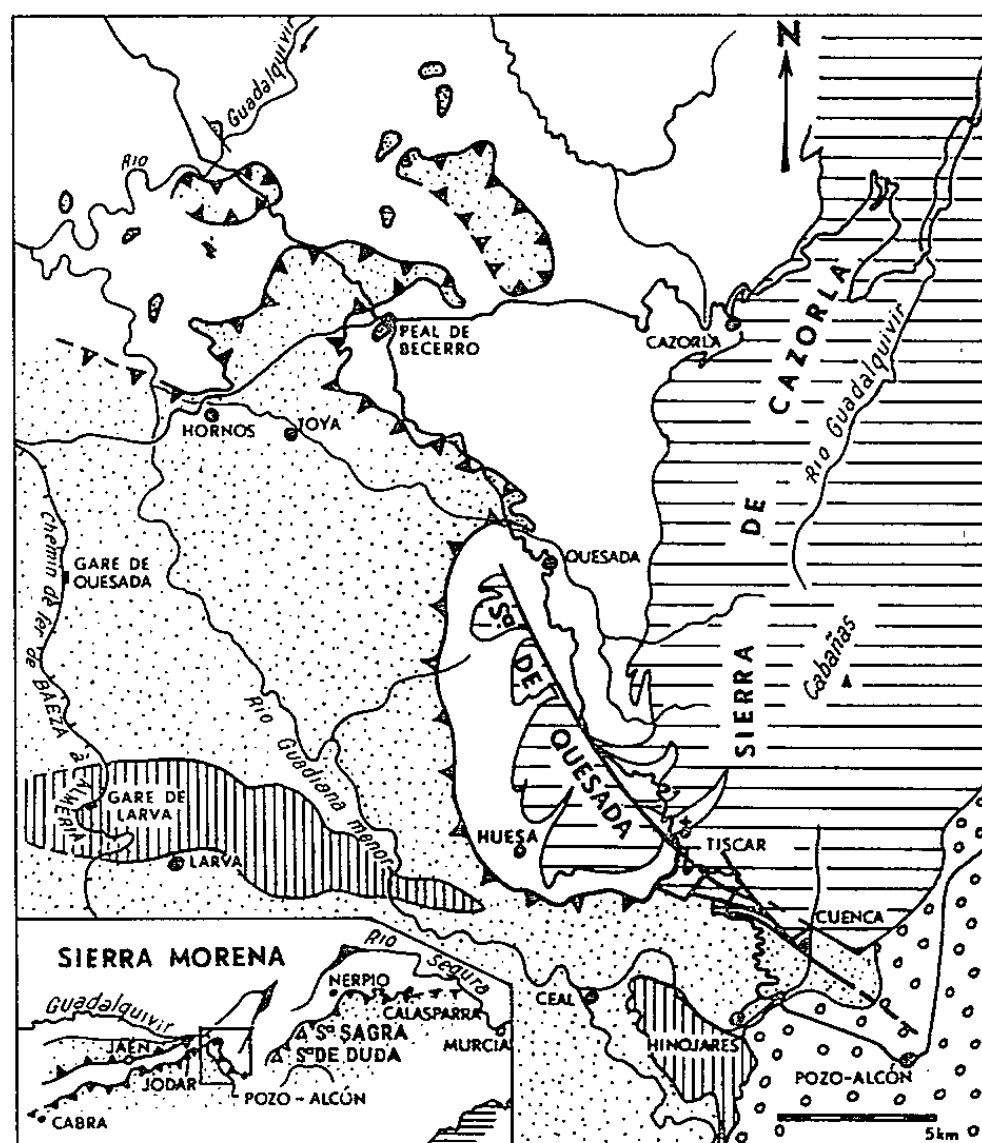 N
Guadalquivir
RIO
PEAL DE
BECERRO
CAZORLA
HORNOS
TOYA
SIERRA DE CAZORLA
RIO Guadalquivir
GARE DE
QUESADA
Chemin de fer de BAEZA à ALMERIA
QUESADA
Sa DE QUESADA
Cabañas
RIO Guadiana menor
GARE DE
LARVA
LARVA
HUESA
TISCAR
CUENCA
CEAL
HINOJARES
POZO-ALCÓN
5km
SIERRA MORENA
Guadalquivir
RIO segura
NERPIO
CALASPARRA
Sa SAGRA
Sa DE DUDA
MURCIA
JAÉN
JODAR
POZO-ALCÓN
CABRA